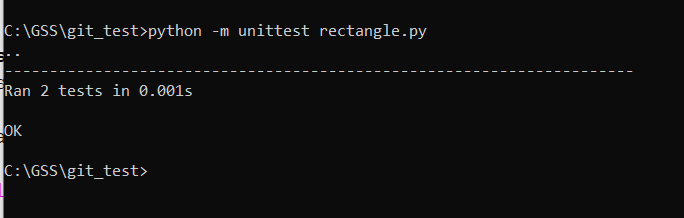 C:\GSS\git_test>python -m unittest rectangle.py
..
----------------------------------------------------------------------
Ran 2 tests in 0.001s
OK
C:\GSS\git_test>